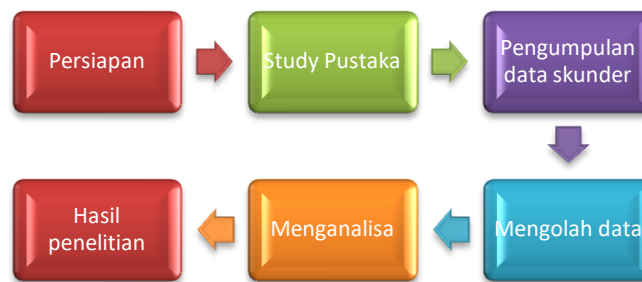 Persiapan
Study Pustaka
Pengumpulan
data skunder
Mengolah data
Menganalisa
Hasil
penelitian